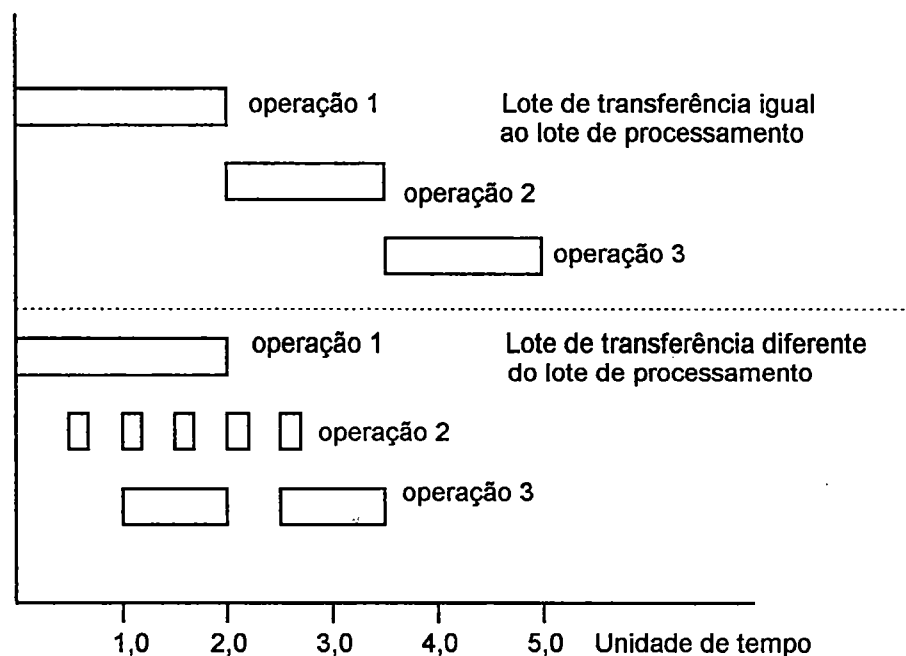 operação 1
Lote de transferência igual
ao lote de processamento
operação 2
operação 3
operação 1
Lote de transferência diferente
do lote de processamento
operação 2
operação 3
1,0 2,0 3,0 4,0 5,0 Unidade de tempo